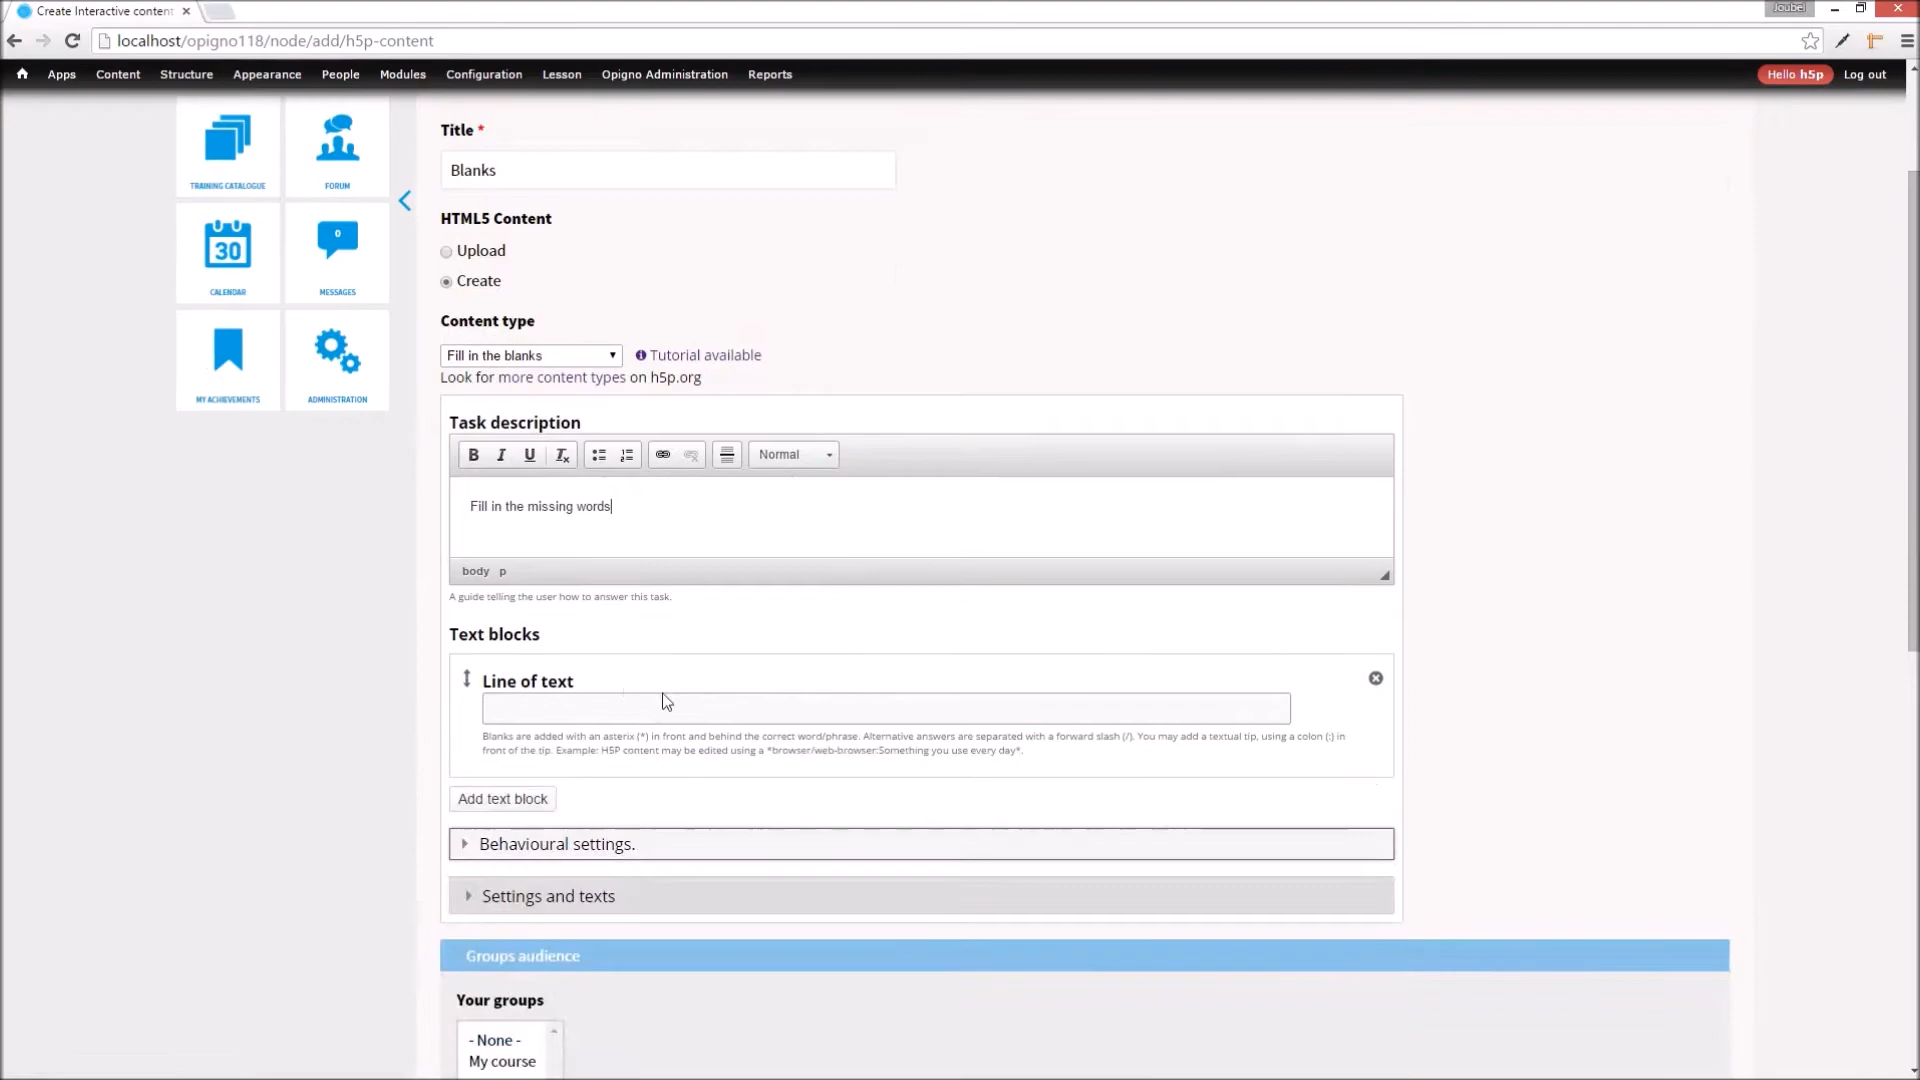 Create Interactive content
Joubel
localhost/opigno118/node/add/h5p-content
Apps Content Structure Appearance People Modules Configuration Lesson Opigno Administration Reports Hello h5p Log out
TRAINING CATALOGUE
FORUM
30
CALENDAR
0
MESSAGES
MY ACHIEVEMENTS
ADMINISTRATION
Title *
Blanks
HTML5 Content
Upload
Create
Content type
Fill in the blanks Tutorial available
Look for more content types on h5p.org
Task description
B I U Tx Normal
Fill in the missing words
body p
A guide telling the user how to answer this task.
Text blocks
Line of text
Blanks are added with an asterix (*) in front and behind the correct word/phrase. Alternative answers are separated with a forward slash (/). You may add a textual tip, using a colon (:) in
front of the tip. Example: H5P content may be edited using a *browser/web-browser:Something you use every day*.
Add text block
Behavioural settings.
Settings and texts
Groups audience
Your groups
- None -
My course